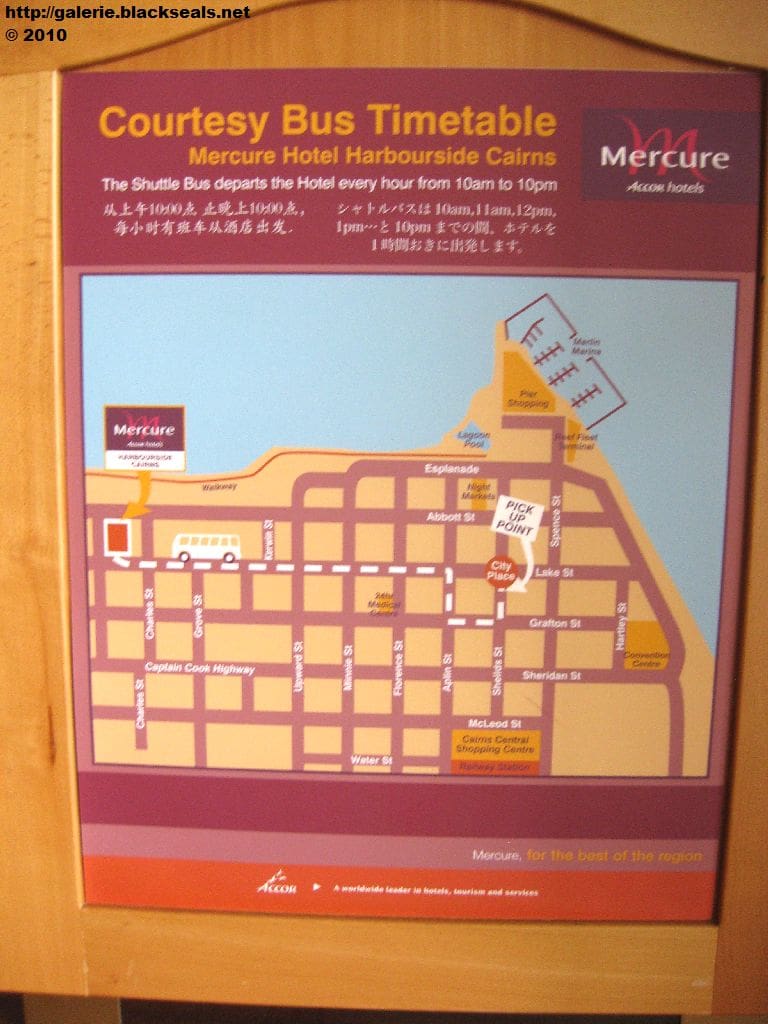 http://galerie.blackseals.net
© 2010
Courtesy Bus Timetable
Mercure Hotel Harbourside Cairns
The Shuttle Bus departs the Hotel every hour from 10am to 10pm
从上午10:00点 止晚上10:00点,
每小时有班车从酒店出发.
シャトルバスは 10am,11am,12pm,
1pm…と 10pm までの間、ホテルを
1時間おきに出発します。
Mercure
Accor hotels
Marlin
Marina
Pier
Shopping
Mercure
Accor hotels
HARBOURSIDE
CAIRNS
Lagoon
Pool
Reef Fleet
Terminal
Esplanade
Walkway
Night
Markets
PICK
UP
POINT
Abbott St
Spence St
Kerwin St
City
Place
Lake St
24hr
Medical
Centre
Charles St
Grove St
Grafton St
Hartley St
Convention
Centre
Captain Cook Highway
Upward St
Minnie St
Florence St
Aplin St
Sheilds St
Sheridan St
Charles St
McLeod St
Cairns Central
Shopping Centre
Railway Station
Water St
Mercure, for the best of the region
ACCOR
A worldwide leader in hotels, tourism and services